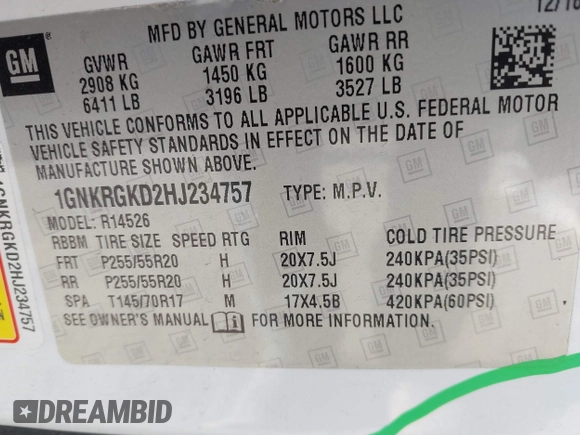 12/16
MFD BY GENERAL MOTORS LLC
GM
GVWR GAWR FRT GAWR RR
2908 KG 1450 KG 1600 KG
6411 LB 3196 LB 3527 LB
THIS VEHICLE CONFORMS TO ALL APPLICABLE U.S. FEDERAL MOTOR
VEHICLE SAFETY STANDARDS IN EFFECT ON THE DATE OF
MANUFACTURE SHOWN ABOVE.
1GNKRGKD2HJ234757 TYPE: M.P.V.
MODEL: R14526
RBBM TIRE SIZE SPEED RTG RIM COLD TIRE PRESSURE
FRT P255/55R20 H 20X7.5J 240KPA(35PSI)
RR P255/55R20 H 20X7.5J 240KPA(35PSI)
SPA T145/70R17 M 17X4.5B 420KPA(60PSI)
SEE OWNER'S MANUAL FOR MORE INFORMATION.
1GNKRGKD2HJ234757
DREAMBID